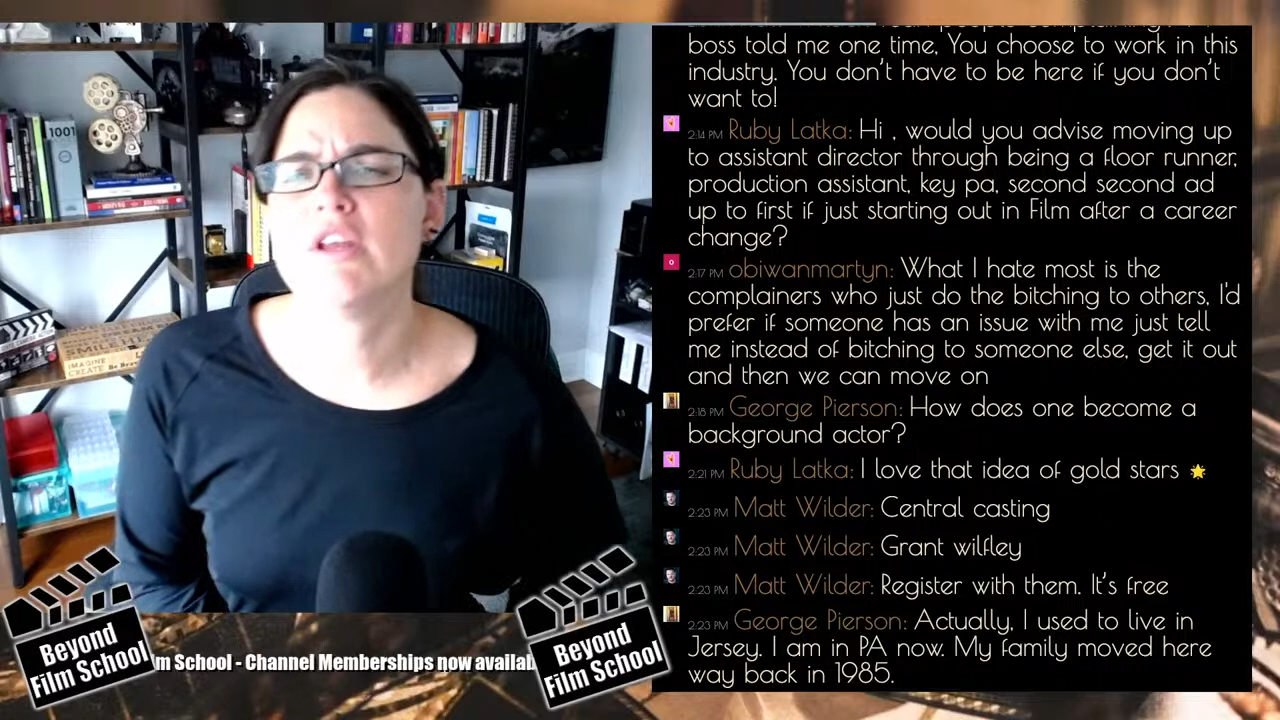 boss told me one time, You choose to work in this
industry. You don't have to be here if you don't
want to!
2:14 PM Ruby Latka: Hi , would you advise moving up
to assistant director through being a floor runner,
production assistant, key pa, second second ad
up to first if just starting out in Film after a career
change?
2:17 PM obiwanmartyn: What I hate most is the
complainers who just do the bitching to others, I'd
prefer if someone has an issue with me just tell
me instead of bitching to someone else, get it out
and then we can move on
2:18 PM George Pierson: How does one become a
background actor?
2:21 PM Ruby Latka: I love that idea of gold stars 🌟
2:23 PM Matt Wilder: Central casting
2:23 PM Matt Wilder: Grant wilfley
2:23 PM Matt Wilder: Register with them. It's free
2:23 PM George Pierson: Actually, I used to live in
Jersey. I am in PA now. My family moved here
way back in 1985.
1001
IMAGINE
CREATE
Beyond
Film School
m School - Channel Memberships now availab
Beyond
Film School